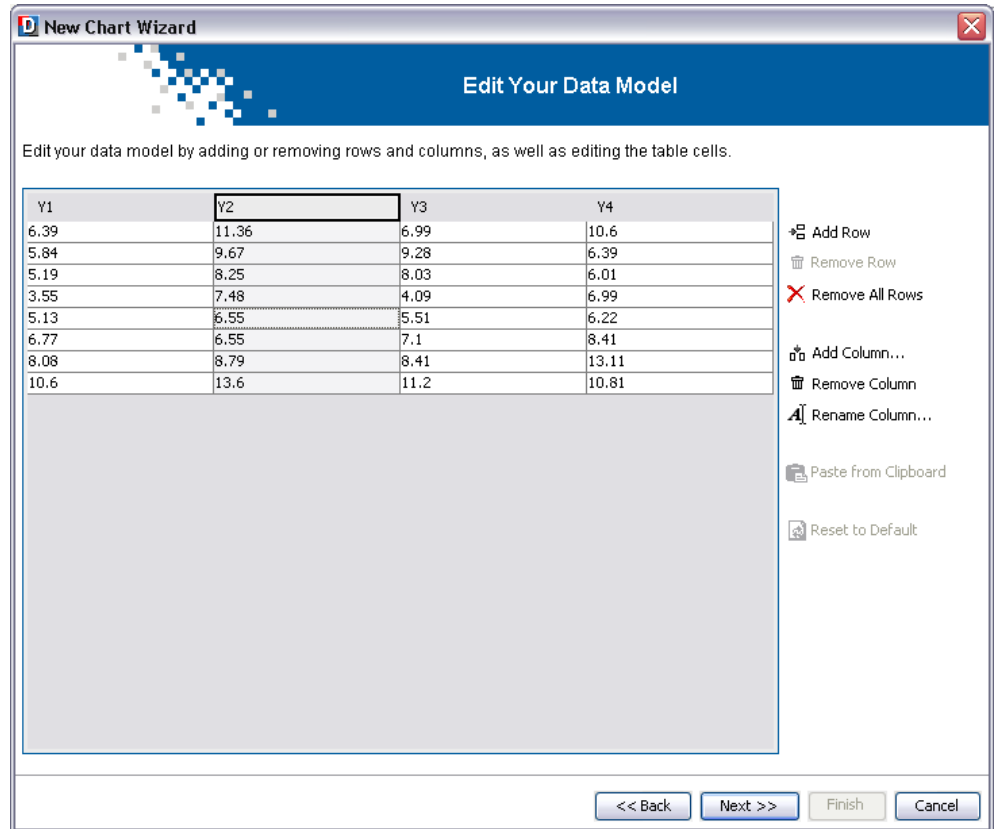 New Chart Wizard
Edit Your Data Model
Edit your data model by adding or removing rows and columns, as well as editing the table cells.
Y1 Y2 Y3 Y4
6.39 11.36 6.99 10.6
5.84 9.67 9.28 6.39
5.19 8.25 8.03 6.01
3.55 7.48 4.09 6.99
5.13 6.55 5.51 6.22
6.77 6.55 7.1 8.41
8.08 8.79 8.41 13.11
10.6 13.6 11.2 10.81
Add Row
Remove Row
Remove All Rows
Add Column...
Remove Column
Rename Column...
Paste from Clipboard
Reset to Default
<< Back Next >> Finish Cancel